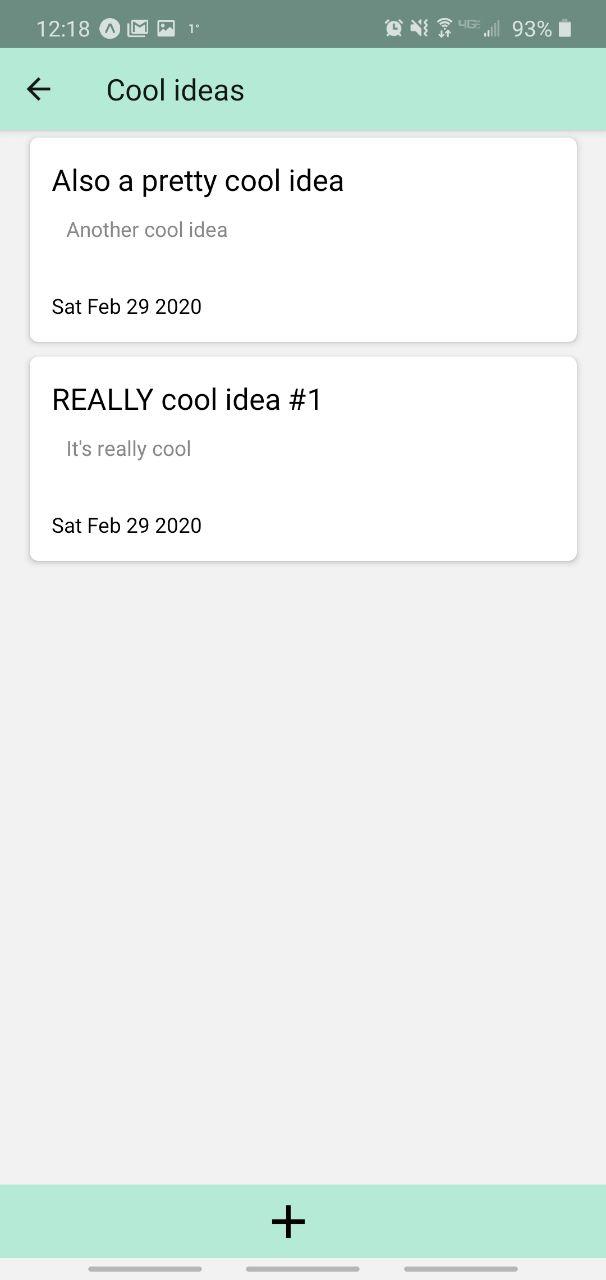 12:18 1° 4GE 93%
Cool ideas
Also a pretty cool idea
Another cool idea
Sat Feb 29 2020
REALLY cool idea #1
It's really cool
Sat Feb 29 2020